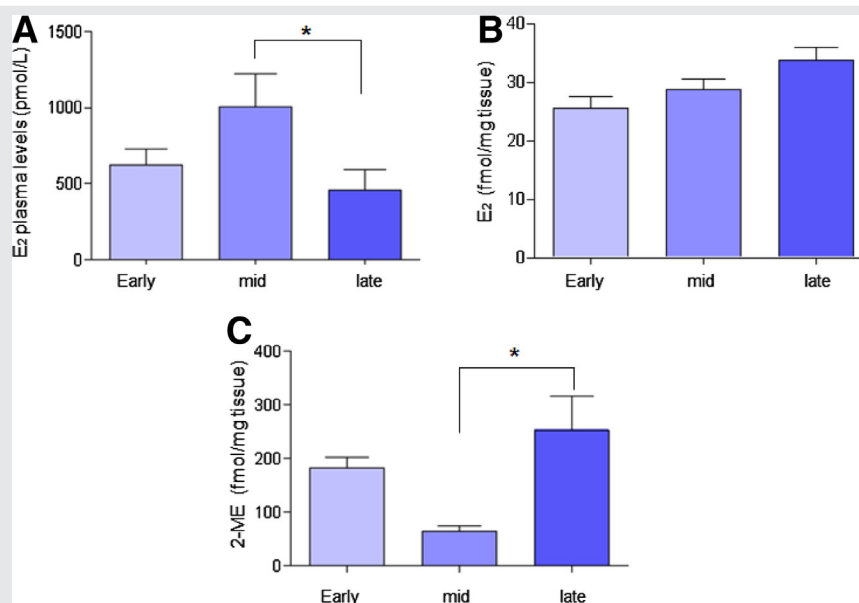 A
E₂ plasma levels (pmol/L)
1500
1000
500
0
*
Early mid late
B
E₂ (fmol/mg tissue)
40
30
20
10
0
Early mid late
C
2-ME (fmol/mg tissue)
400
300
200
100
0
*
Early mid late